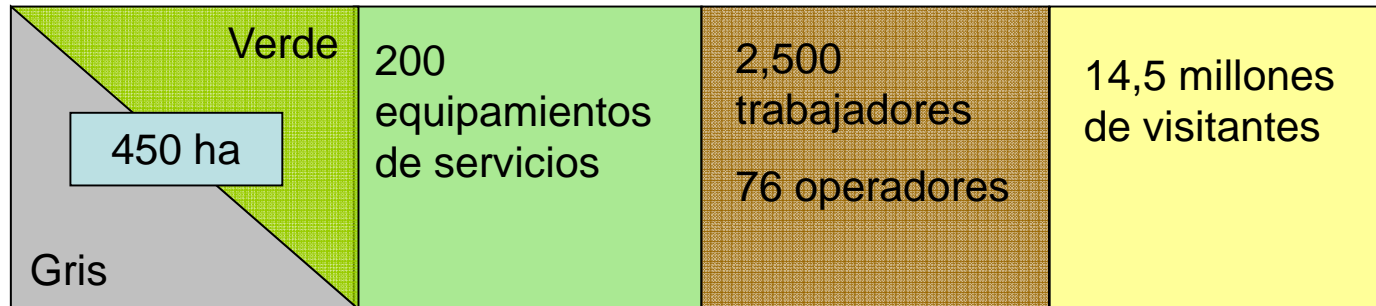 Verde
450 ha
Gris
200
equipamientos
de servicios
2,500
trabajadores
76 operadores
14,5 millones
de visitantes